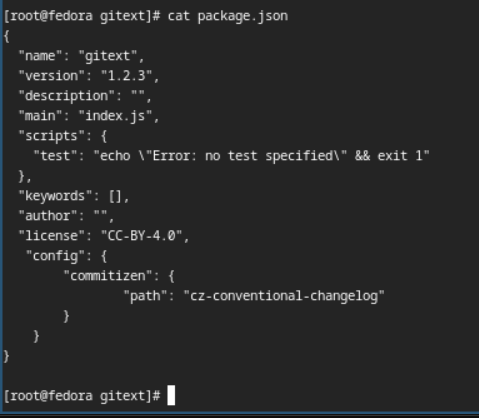 [root@fedora gitext]# cat package.json
{
  "name": "gitext",
  "version": "1.2.3",
  "description": "",
  "main": "index.js",
  "scripts": {
    "test": "echo \"Error: no test specified\" && exit 1"
  },
  "keywords": [],
  "author": "",
  "license": "CC-BY-4.0",
   "config": {
        "commitizen": {
                "path": "cz-conventional-changelog"
        }
    }
}

[root@fedora gitext]#